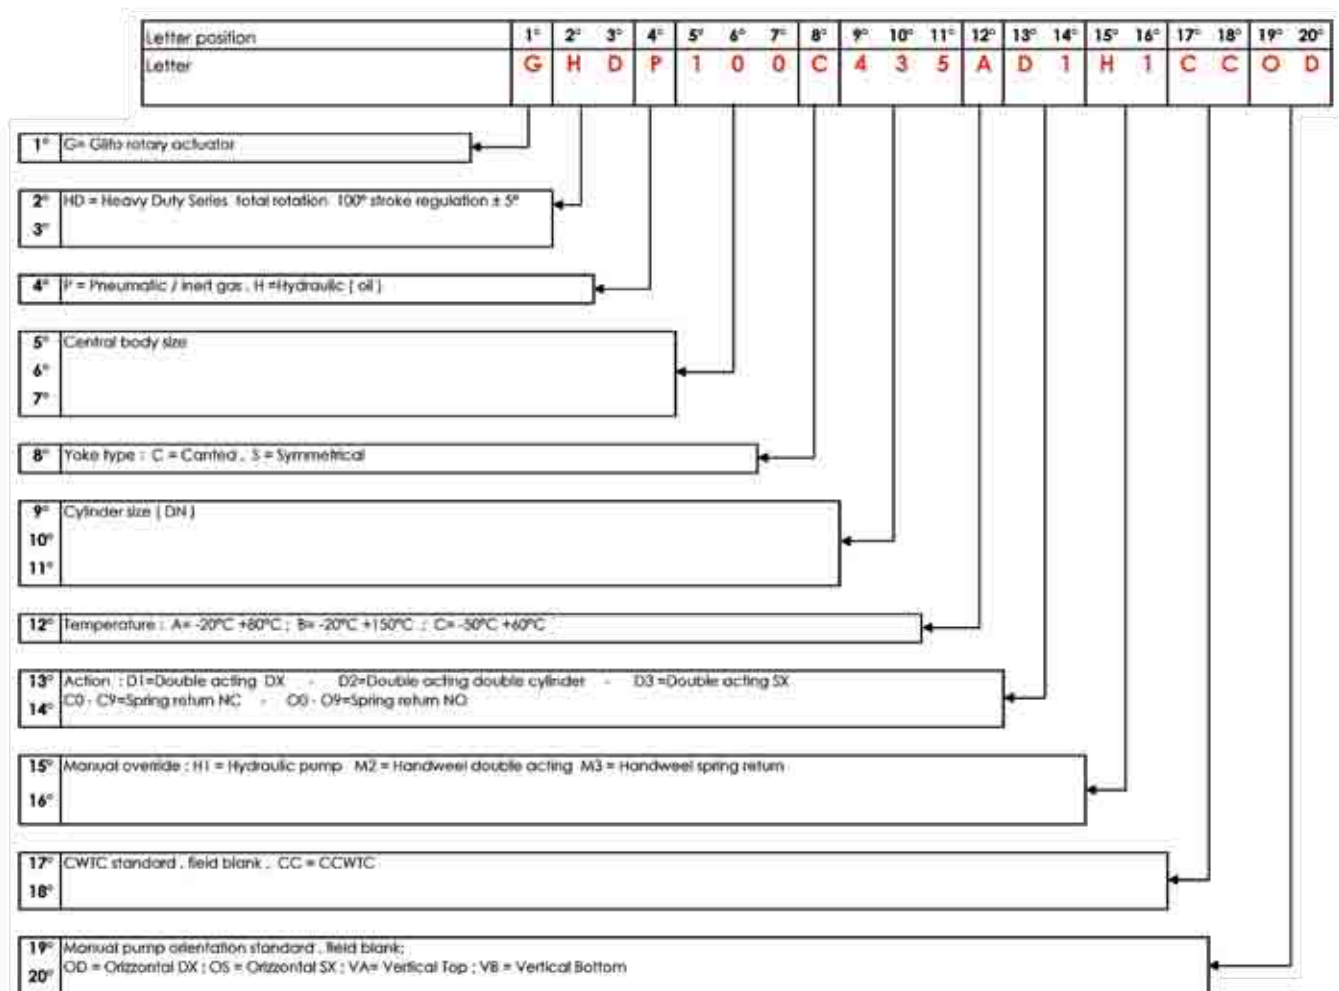 Letter position 1° 2° 3° 4° 5° 6° 7° 8° 9° 10° 11° 12° 13° 14° 15° 16° 17° 18° 19° 20°
Letter G H D P 1 0 0 C 4 3 5 A D 1 H 1 C C O D
1° G= Glifo rotary actuator
2° HD = Heavy Duty Series total rotation 100° stroke regulation ± 5°
3°
4° P = Pneumatic / inert gas , H =Hydraulic ( oil )
5° Central body size
6°
7°
8° Yoke type : C = Canted , S = Symmetrical
9° Cylinder size ( DN )
10°
11°
12° Temperature : A= -20°C +80°C ; B= -20°C +150°C ; C= -50°C +60°C
13° Action : D1=Double acting DX - D2=Double acting double cylinder - D3 =Double acting SX
14° C0 - C9=Spring return NC - O0 - O9=Spring return NO
15° Manual override : H1 = Hydraulic pump M2 = Handweel double acting M3 = Handweel spring return
16°
17° CWTC standard , field blank , CC = CCWTC
18°
19° Manual pump orientation standard , field blank;
20° OD = Orizzontal DX ; OS = Orizzontal SX ; VA= Vertical Top ; VB = Vertical Bottom